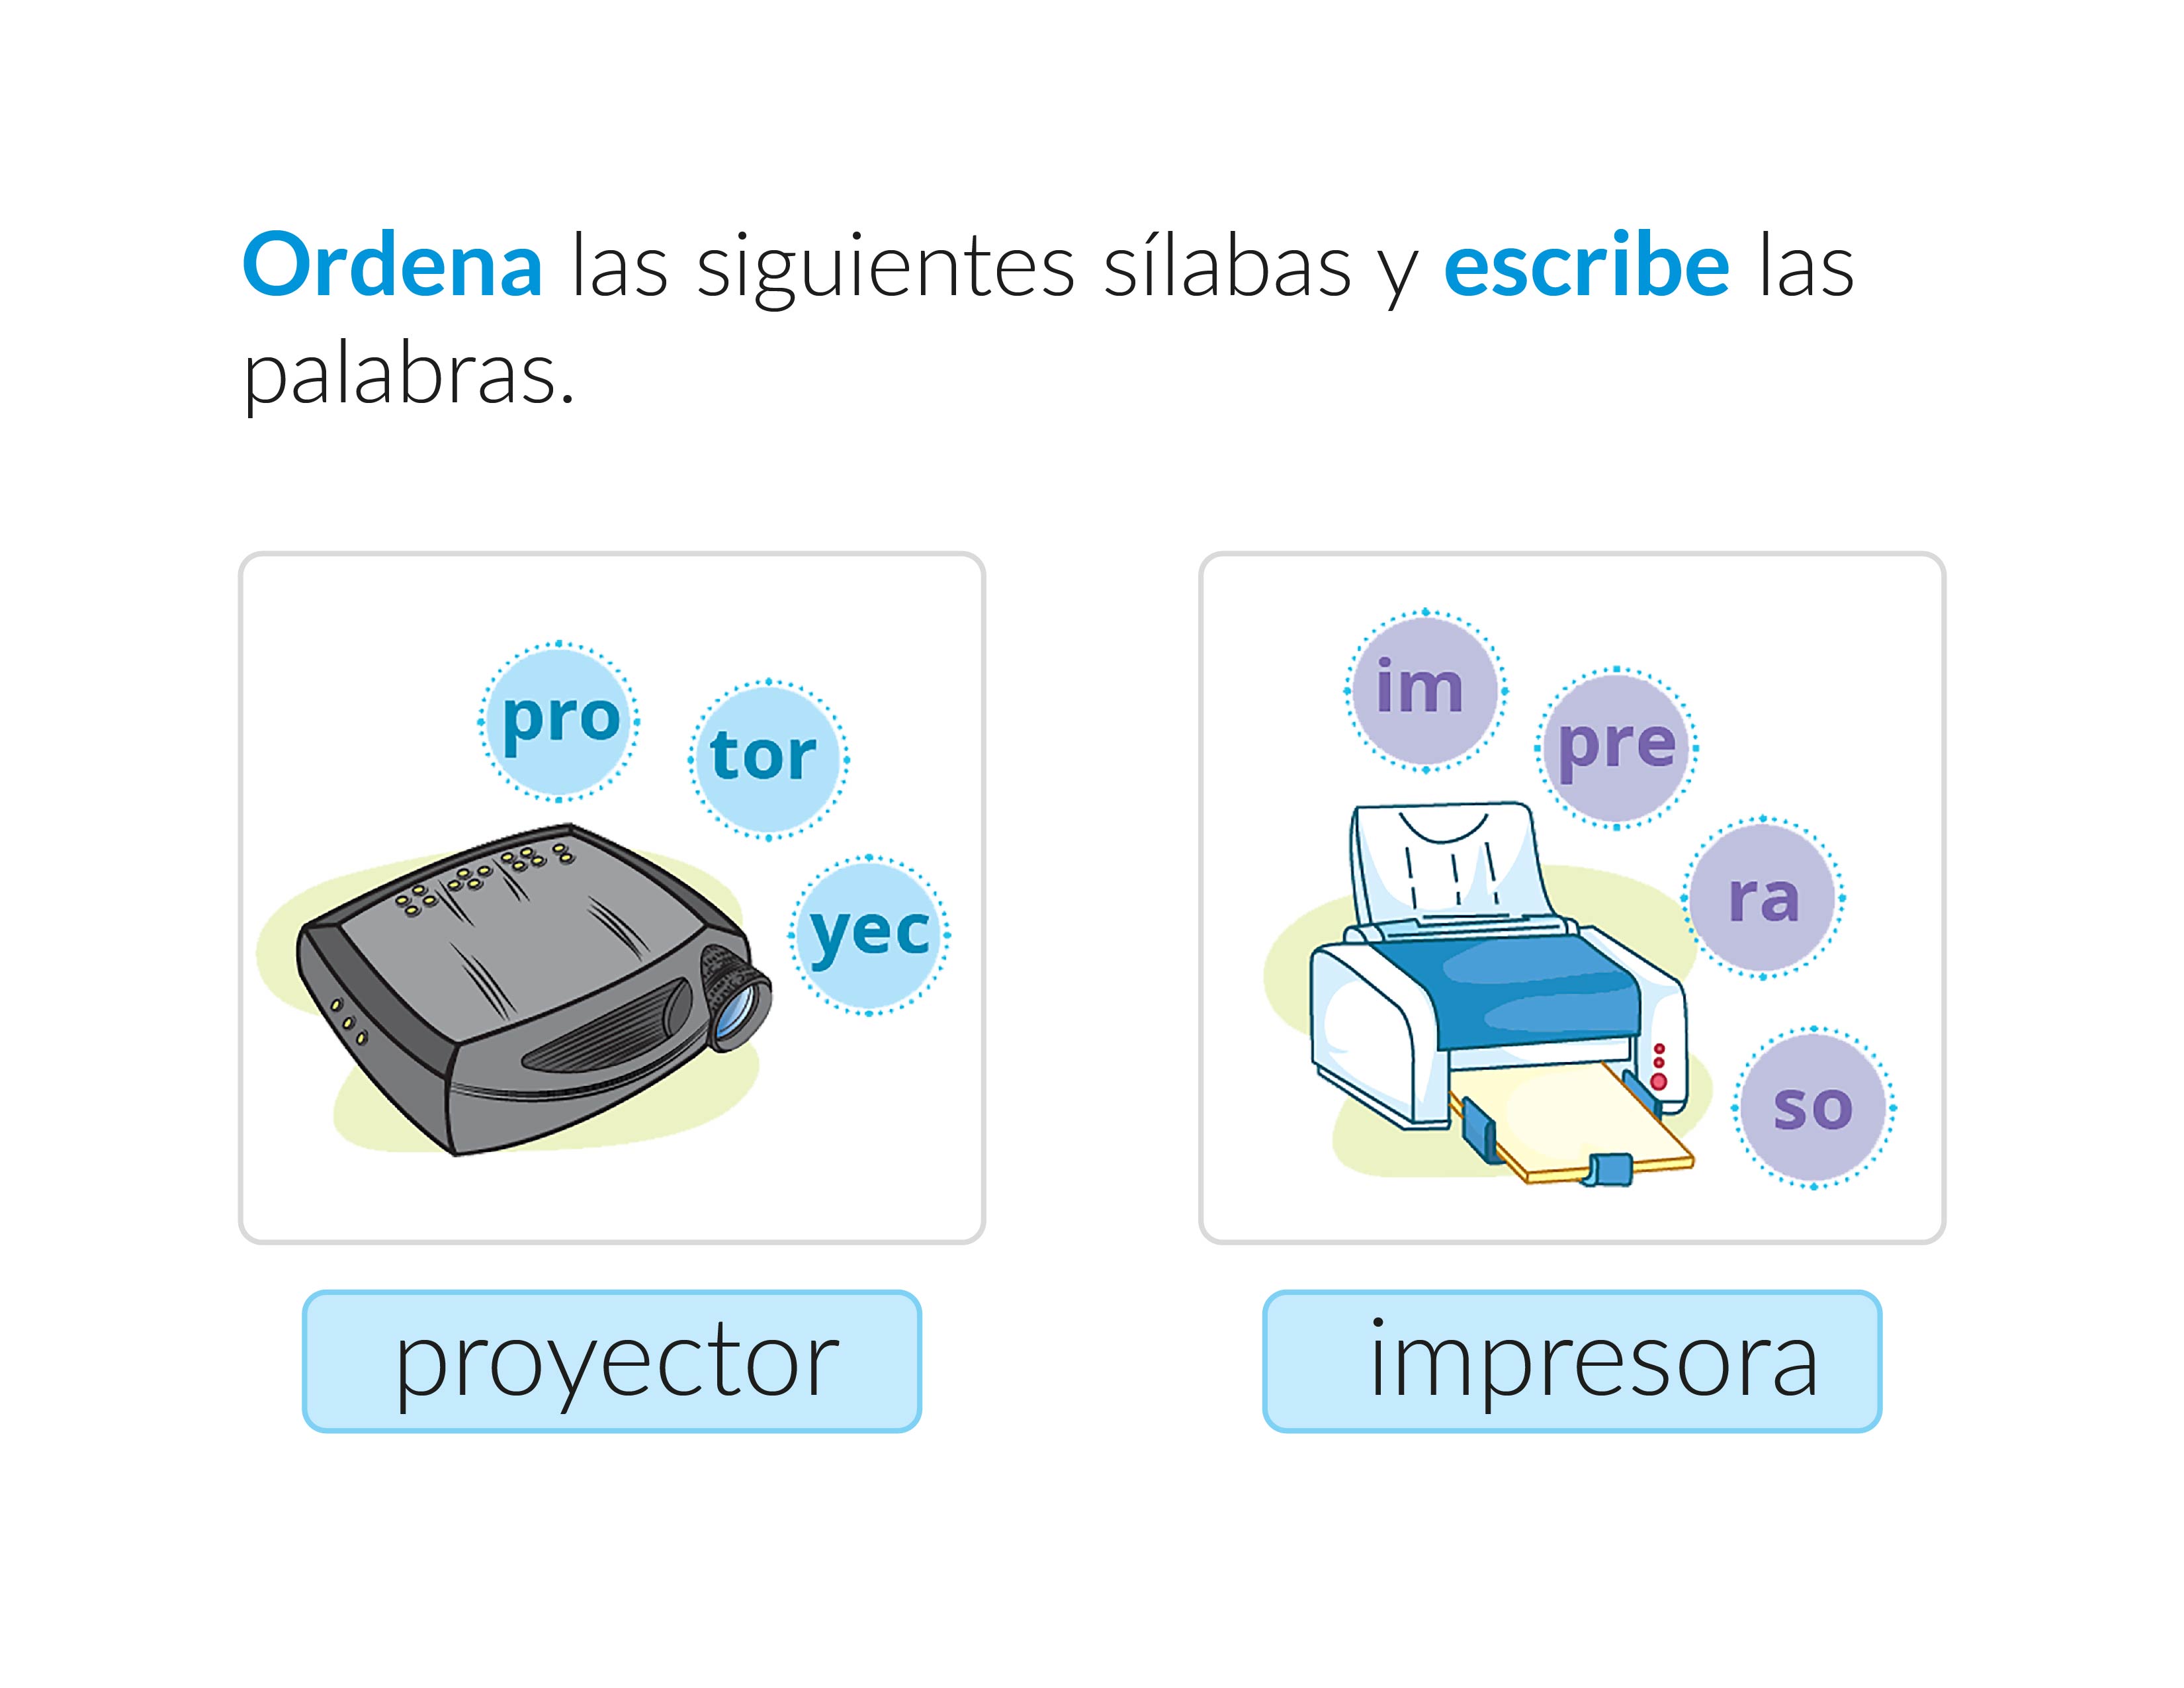 Ordena las siguientes sílabas y escribe las
palabras.
pro
tor
yec
proyector
im
pre
ra
so
impresora